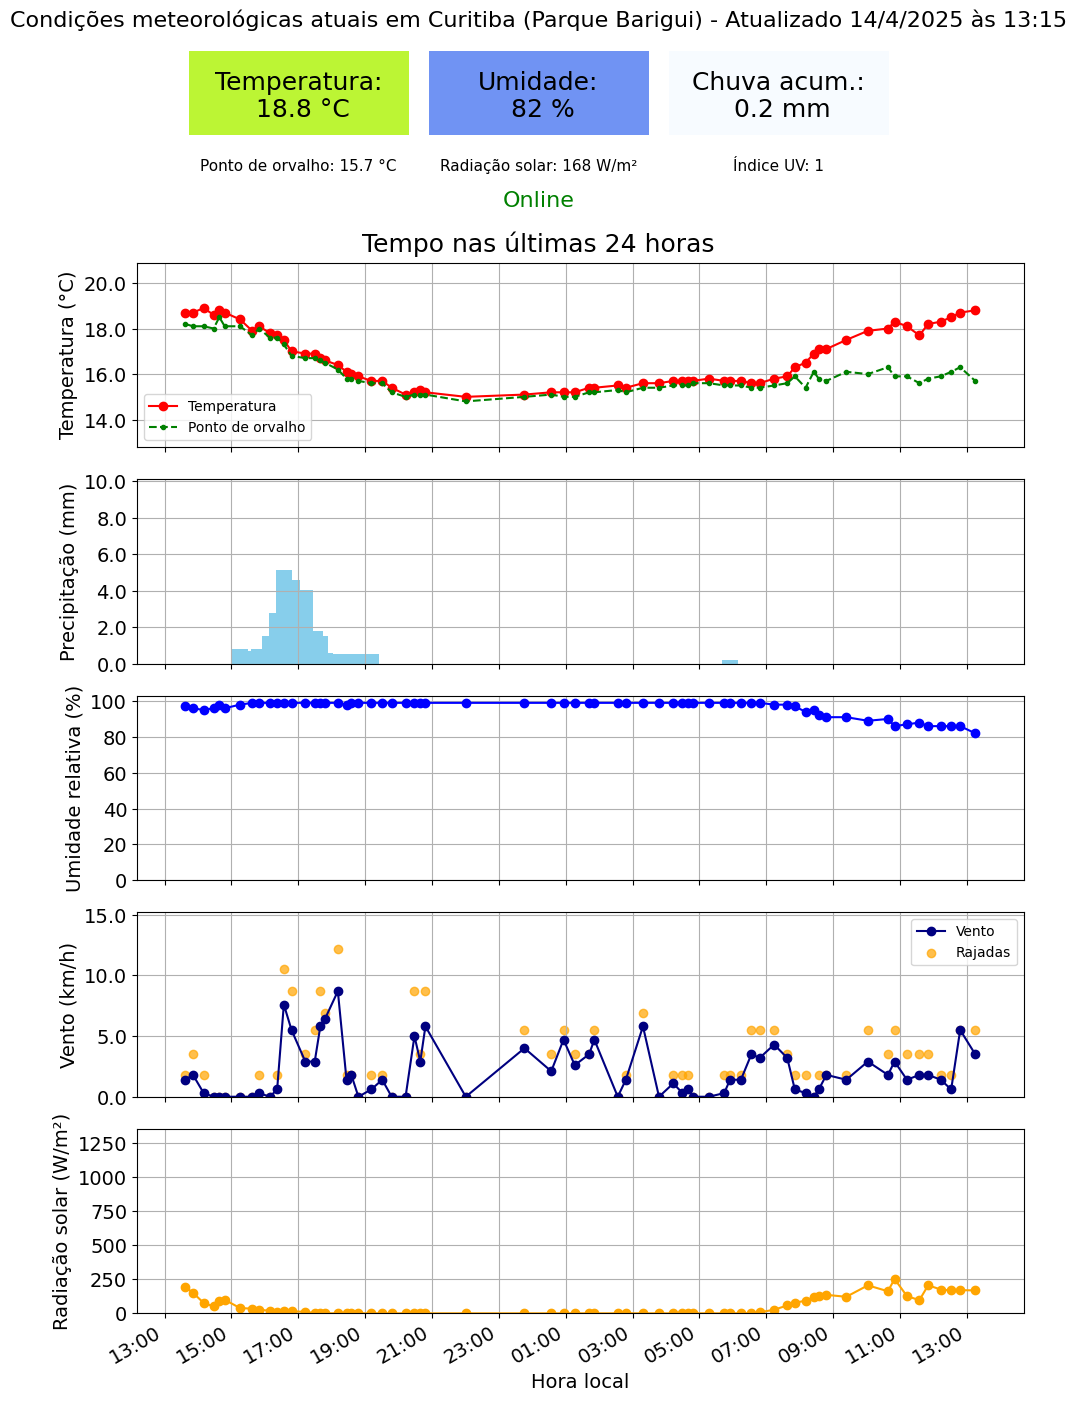 Condições meteorológicas atuais em Curitiba (Parque Barigui) - Atualizado 14/4/2025 às 13:15
Temperatura:
18.8 °C
Umidade:
82 %
Chuva acum.:
0.2 mm
Ponto de orvalho: 15.7 °C
Radiação solar: 168 W/m²
Índice UV: 1
Online
Tempo nas últimas 24 horas
Temperatura (°C)
20.0
18.0
16.0
14.0
Temperatura
Ponto de orvalho
Precipitação (mm)
10.0
8.0
6.0
4.0
2.0
0.0
Umidade relativa (%)
100
80
60
40
20
0
Vento (km/h)
15.0
10.0
5.0
0.0
Vento
Rajadas
Radiação solar (W/m²)
1250
1000
750
500
250
0
13:00
15:00
17:00
19:00
21:00
23:00
01:00
03:00
05:00
07:00
09:00
11:00
13:00
Hora local